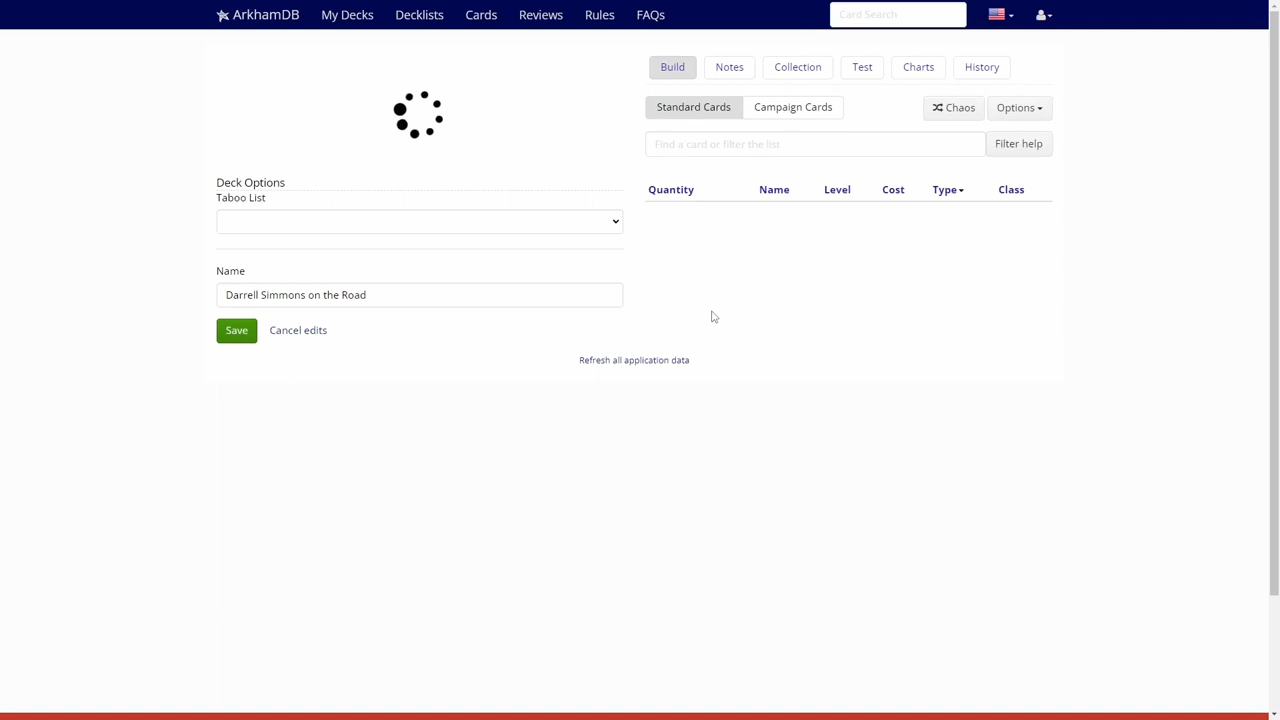 ArkhamDB My Decks Decklists Cards Reviews Rules FAQs Card Search
Build Notes Collection Test Charts History
Standard Cards Campaign Cards Chaos Options
Find a card or filter the list Filter help
Quantity Name Level Cost Type Class
Deck Options
Taboo List
Name
Darrell Simmons on the Road
Save Cancel edits
Refresh all application data